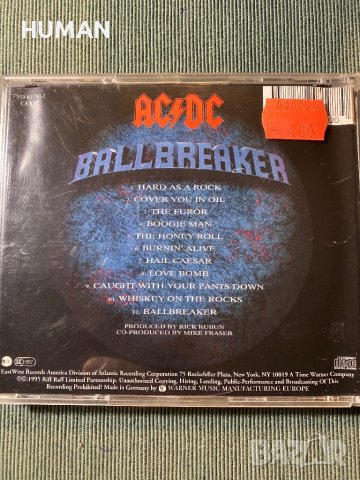 HUMAN
AC/DC
BALLBREAKER
1. HARD AS A ROCK
2. COVER YOU IN OIL
3. THE FUROR
4. BOOGIE MAN
5. THE HONEY ROLL
6. BURNIN' ALIVE
7. HAIL CAESAR
8. LOVE BOMB
9. CAUGHT WITH YOUR PANTS DOWN
10. WHISKEY ON THE ROCKS
11. BALLBREAKER
PRODUCED BY RICK RUBIN
CO-PRODUCED BY MIKE FRASER
EastWest Records America Division of Atlantic Recording Corporation 75 Rockefeller Plaza, New York, NY 10019 A Time Warner Company
℗© 1995 Riff Raff Limited Partnership. Unauthorized Copying, Hiring, Lending, Public Performance and Broadcasting Of This
Recording Prohibited! Made in Germany by WARNER MUSIC MANUFACTURING EUROPE
COMPACT
disc
DIGITAL AUDIO
bazar